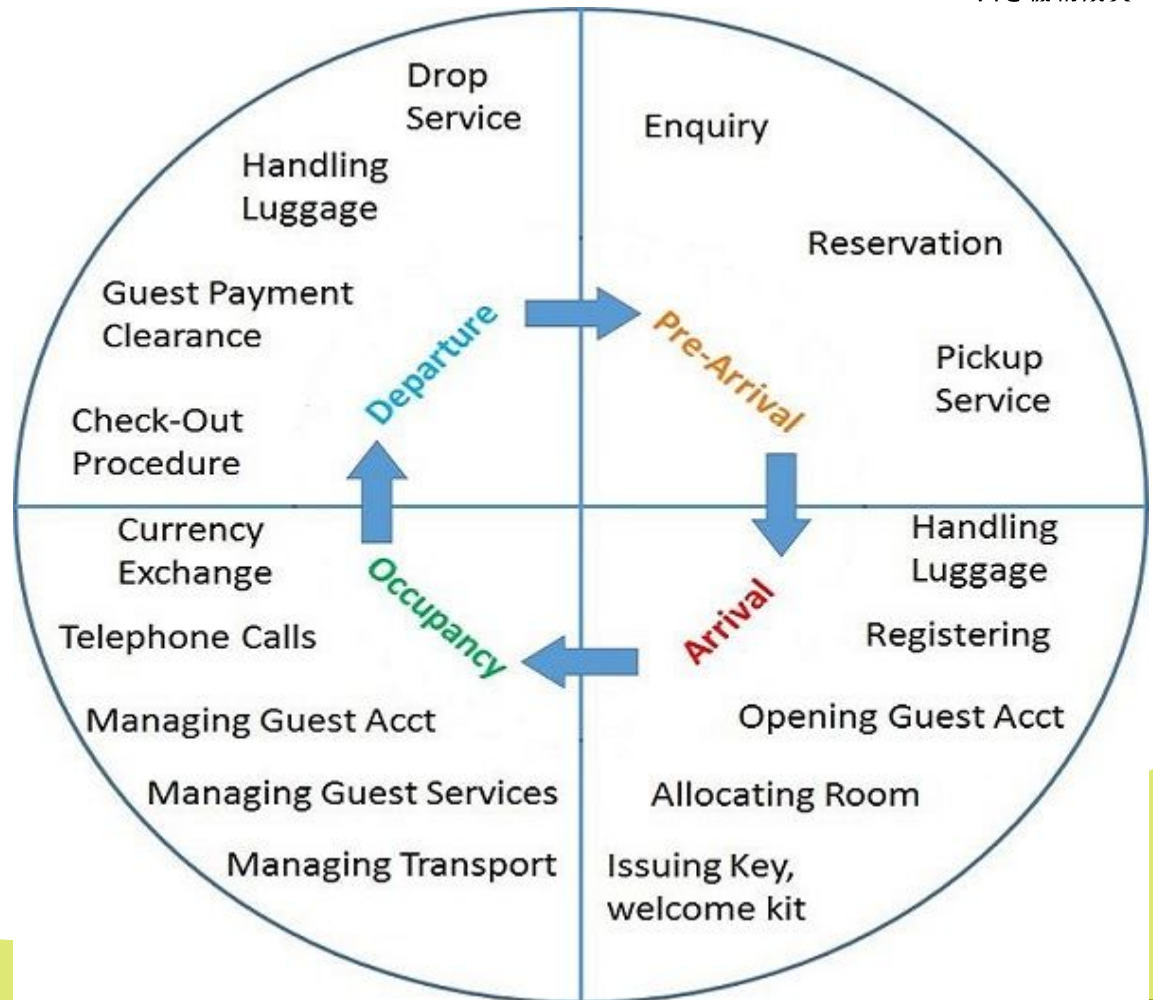 Drop
Service
Enquiry
Handling
Luggage
Reservation
Guest Payment
Clearance
Departure
Pre-Arrival
Pickup
Service
Check-Out
Procedure
Currency
Exchange
Handling
Luggage
Occupancy
Arrival
Telephone Calls
Registering
Managing Guest Acct
Opening Guest Acct
Managing Guest Services
Allocating Room
Managing Transport
Issuing Key,
welcome kit